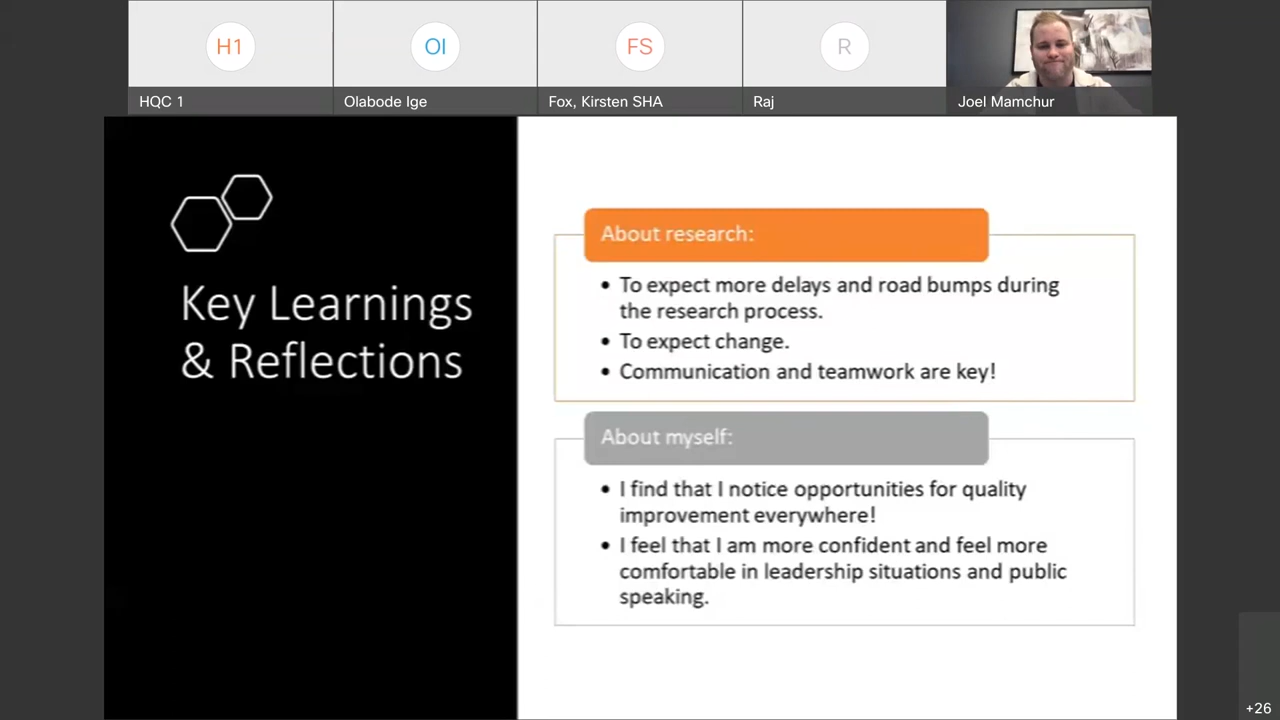 H1
OI
FS
R
HQC 1
Olabode Ige
Fox, Kirsten SHA
Raj
Joel Mamchur
Key Learnings
& Reflections
About research:
• To expect more delays and road bumps during
the research process.
• To expect change.
• Communication and teamwork are key!
About myself:
• I find that I notice opportunities for quality
improvement everywhere!
• I feel that I am more confident and feel more
comfortable in leadership situations and public
speaking.
+26